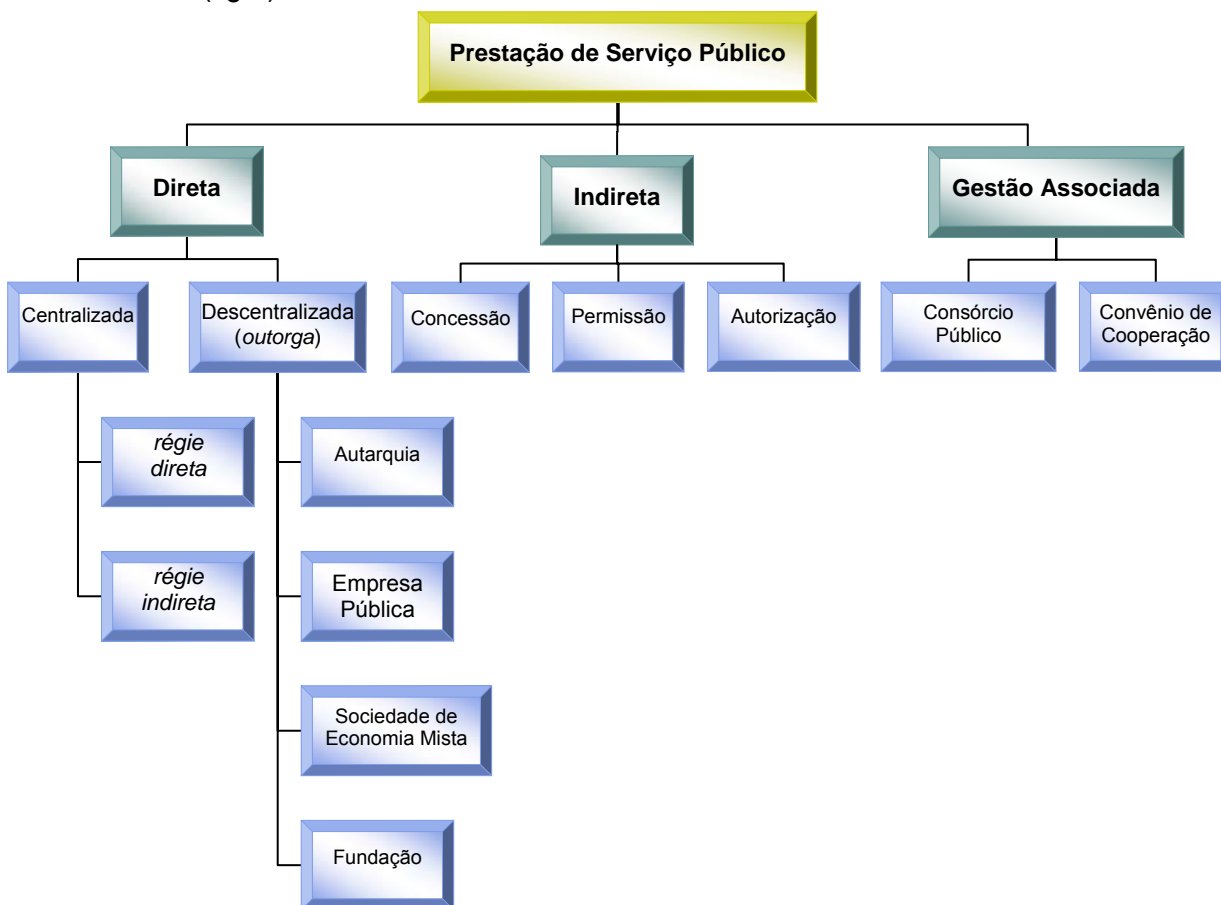 Prestação de Serviço Público
Direta
Indireta
Gestão Associada
Centralizada
Descentralizada
(outorga)
Concessão
Permissão
Autorização
Consórcio
Público
Convênio de
Cooperação
régie
direta
Autarquia
régie
indireta
Empresa
Pública
Sociedade de
Economia Mista
Fundação